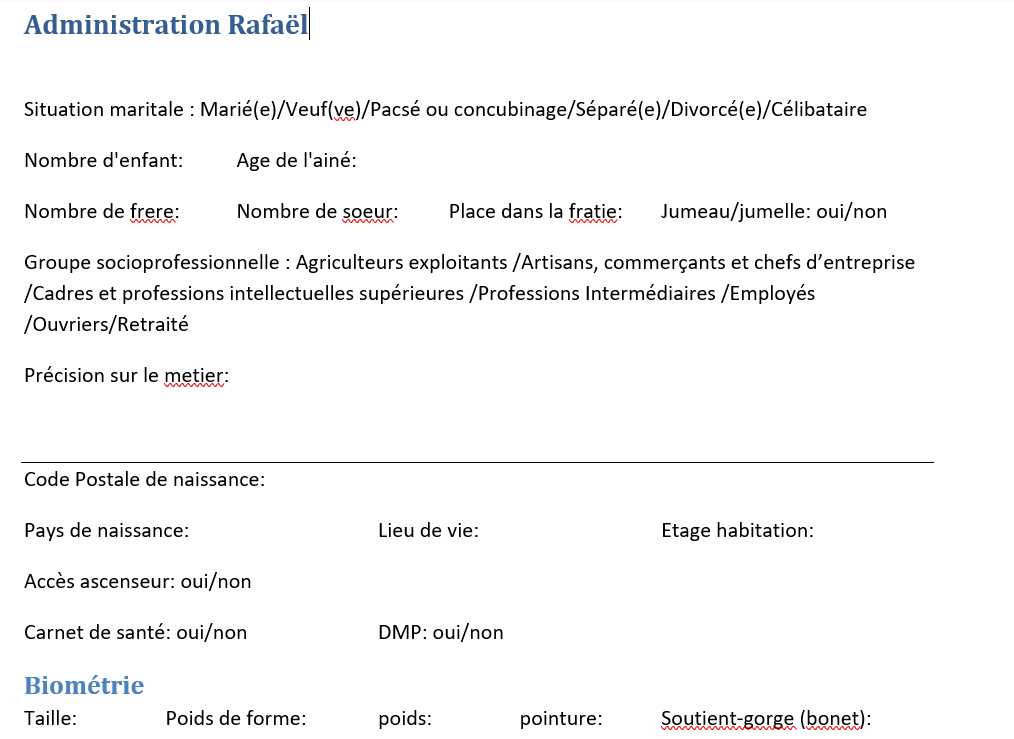 Administration Rafaël
Situation maritale : Marié(e)/Veuf(ve)/Pacsé ou concubinage/Séparé(e)/Divorcé(e)/Célibataire
Nombre d'enfant: Age de l'ainé:
Nombre de frere: Nombre de soeur: Place dans la fratie: Jumeau/jumelle: oui/non
Groupe socioprofessionnelle : Agriculteurs exploitants /Artisans, commerçants et chefs d’entreprise
/Cadres et professions intellectuelles supérieures /Professions Intermédiaires /Employés
/Ouvriers/Retraité
Précision sur le metier:
Code Postale de naissance:
Pays de naissance: Lieu de vie: Etage habitation:
Accès ascenseur: oui/non
Carnet de santé: oui/non DMP: oui/non
Biométrie
Taille: Poids de forme: poids: pointure: Soutient-gorge (bonet):